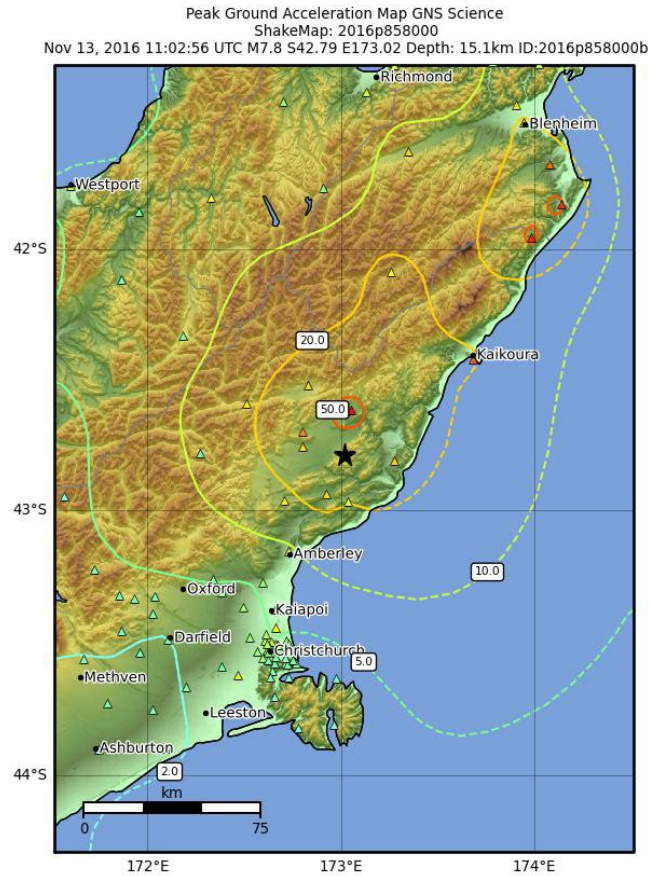 Peak Ground Acceleration Map GNS Science
ShakeMap: 2016p858000
Nov 13, 2016 11:02:56 UTC M7.8 S42.79 E173.02 Depth: 15.1km ID:2016p858000b
Richmond
Blenheim
Westport
42°S
20.0
Kaikoura
50.0
43°S
Amberley
10.0
Oxford
Kaiapoi
Darfield
Christchurch
5.0
Methven
Leeston
Ashburton
2.0
44°S
km
0 75
172°E 173°E 174°E